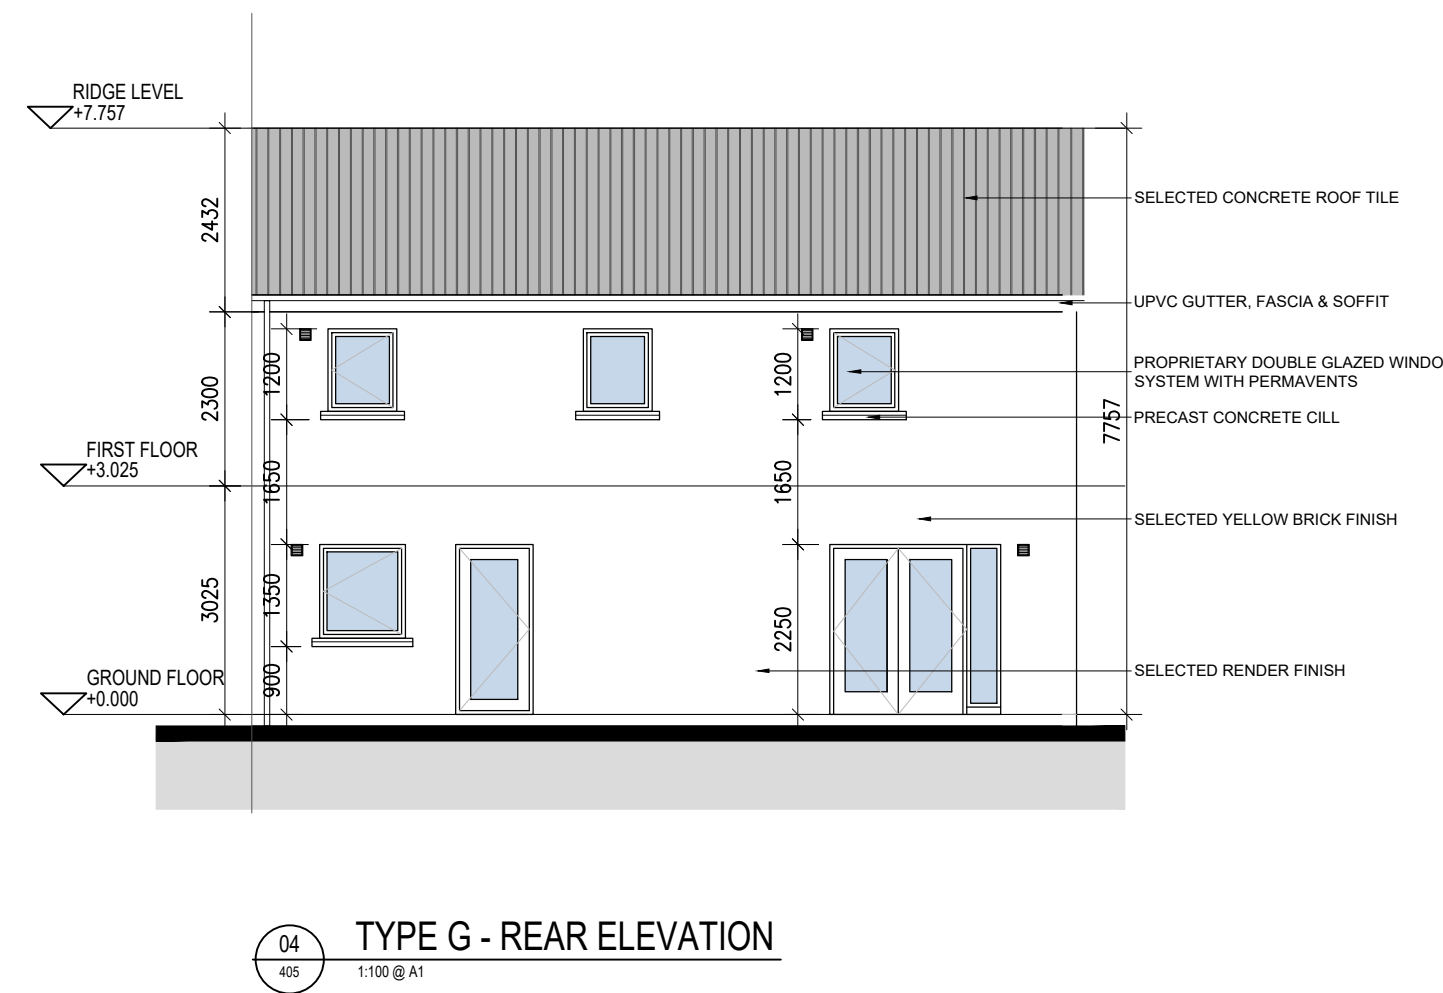 RIDGE LEVEL
+7.757
2432
SELECTED CONCRETE ROOF TILE
UPVC GUTTER, FASCIA & SOFFIT
2300
1200
1200
PROPRIETARY DOUBLE GLAZED WINDO
SYSTEM WITH PERMAVENTS
PRECAST CONCRETE CILL
7757
FIRST FLOOR
+3.025
1650
1650
SELECTED YELLOW BRICK FINISH
3025
1350
2250
900
SELECTED RENDER FINISH
GROUND FLOOR
+0.000
04
405
TYPE G - REAR ELEVATION
1:100 @ A1